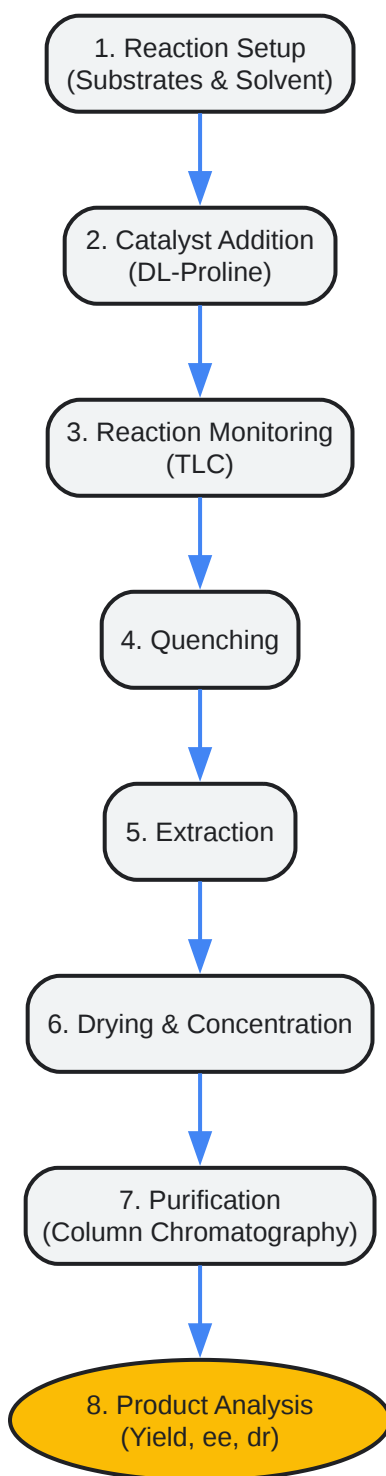 1. Reaction Setup
(Substrates & Solvent)
2. Catalyst Addition
(DL-Proline)
3. Reaction Monitoring
(TLC)
4. Quenching
5. Extraction
6. Drying & Concentration
7. Purification
(Column Chromatography)
8. Product Analysis
(Yield, ee, dr)